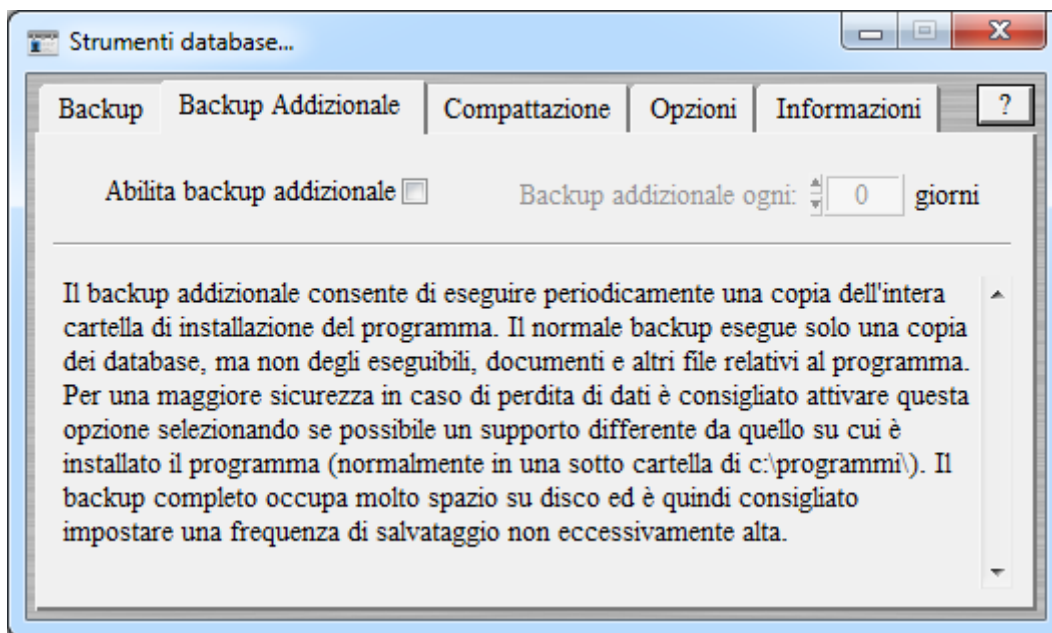 Strumenti database...
Backup
Backup Addizionale
Compattazione
Opzioni
Informazioni
?
Abilita backup addizionale
Backup addizionale ogni:
0
giorni
Il backup addizionale consente di eseguire periodicamente una copia dell'intera
cartella di installazione del programma. Il normale backup esegue solo una copia
dei database, ma non degli eseguibili, documenti e altri file relativi al programma.
Per una maggiore sicurezza in caso di perdita di dati è consigliato attivare questa
opzione selezionando se possibile un supporto differente da quello su cui è
installato il programma (normalmente in una sotto cartella di c:\programmi\). Il
backup completo occupa molto spazio su disco ed è quindi consigliato
impostare una frequenza di salvataggio non eccessivamente alta.